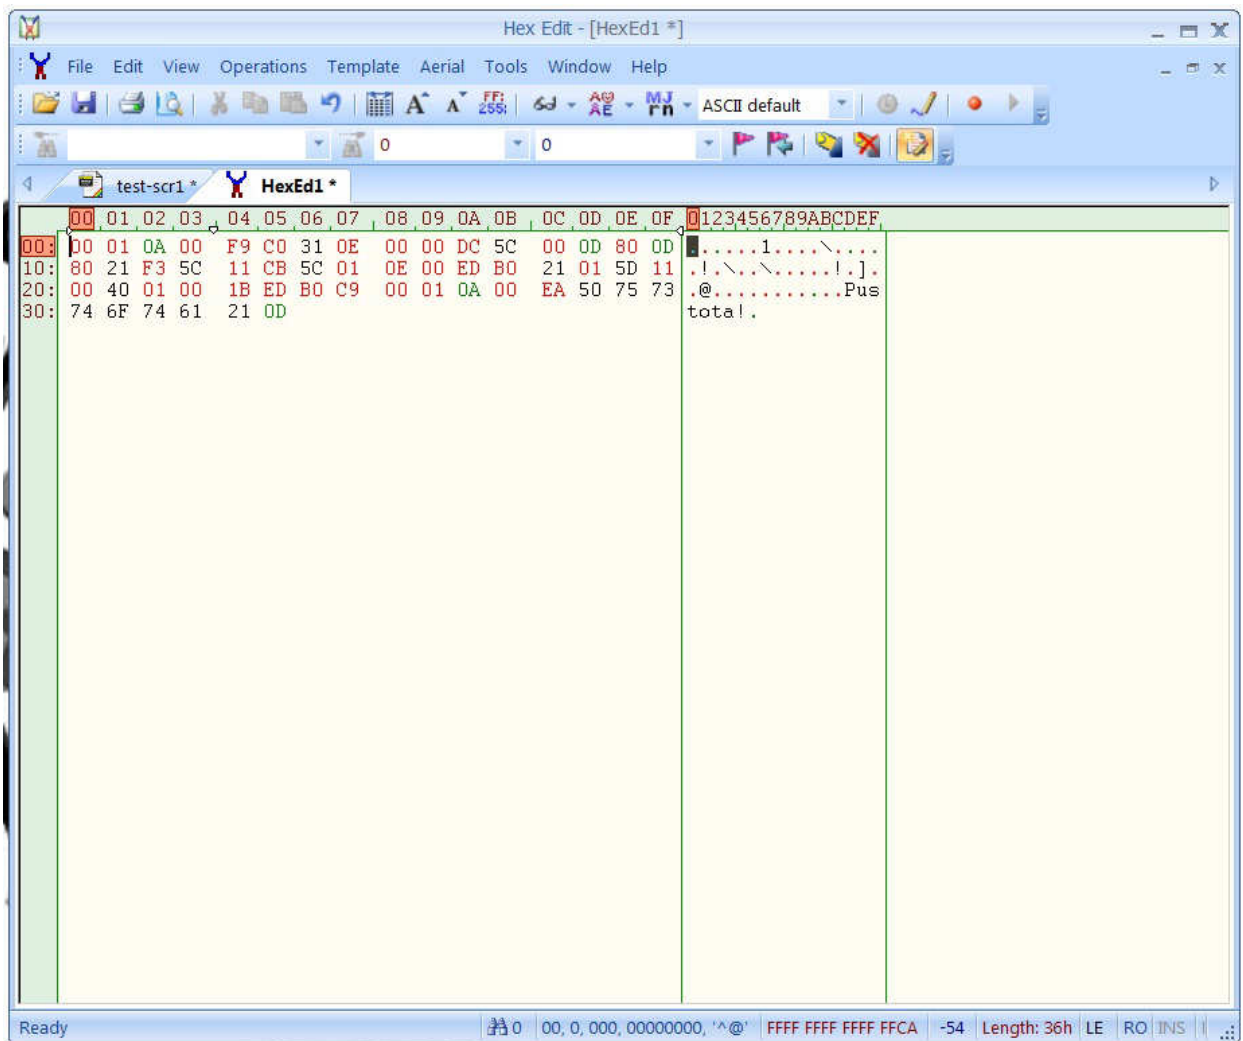 Hex Edit - [HexEd1 *]
File Edit View Operations Template Aerial Tools Window Help
ASCII default
0 0
test-scr1 * HexEd1 *
00 01 02 03 04 05 06 07 08 09 0A 0B 0C 0D 0E 0F 0123456789ABCDEF
00: 00 01 0A 00 F9 C0 31 0E 00 00 DC 5C 00 0D 80 0D ......1....\....
10: 80 21 F3 5C 11 CB 5C 01 0E 00 ED B0 21 01 5D 11 .!.\..\.....!.].
20: 00 40 01 00 1B ED B0 C9 00 01 0A 00 EA 50 75 73 .@...........Pus
30: 74 6F 74 61 21 0D tota!.
Ready 0 00, 0, 000, 00000000, '^@' FFFF FFFF FFFF FFCA -54 Length: 36h LE RO INS